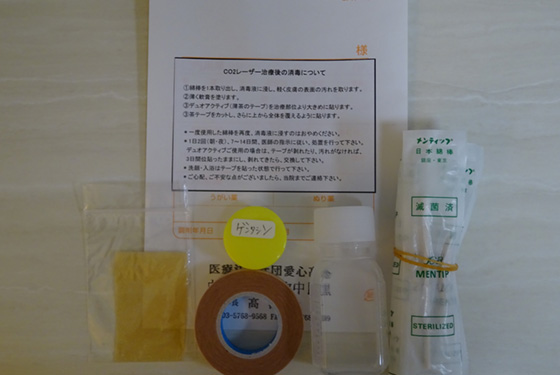 様
CO2レーザー治療後の消毒について
①綿棒を1本取り出し、消毒液に浸し、軽く皮膚の表面の汚れを取ります。
②薄く軟膏を塗ります。
③デュオアクティブ(薄茶のテープ)を治療部位より大きめに貼ります。
③茶テープをカットし、さらに上から全体を覆えるように貼ります。
*一度使用した綿棒を再度、消毒液に浸すのはおやめください。
*1日2回(朝・夜)、7〜14日間、医師の指示に従い、処置を行って下さい。
デュオアクティブご使用の場合は、テープが剥れたり、汚れがなければ、
3日間位貼ったままにし、剥れてきたら、交換して下さい。
*洗顔・入浴はテープを貼った状態で行って下さい。
*ご心配、ご不安な点がございましたら、当院までご連絡下さい。
うがい薬
ぬり薬
ゲンタシン
医療
団愛心
メンティップ
日本綿棒
滅菌済
MENTIP
STERILIZED